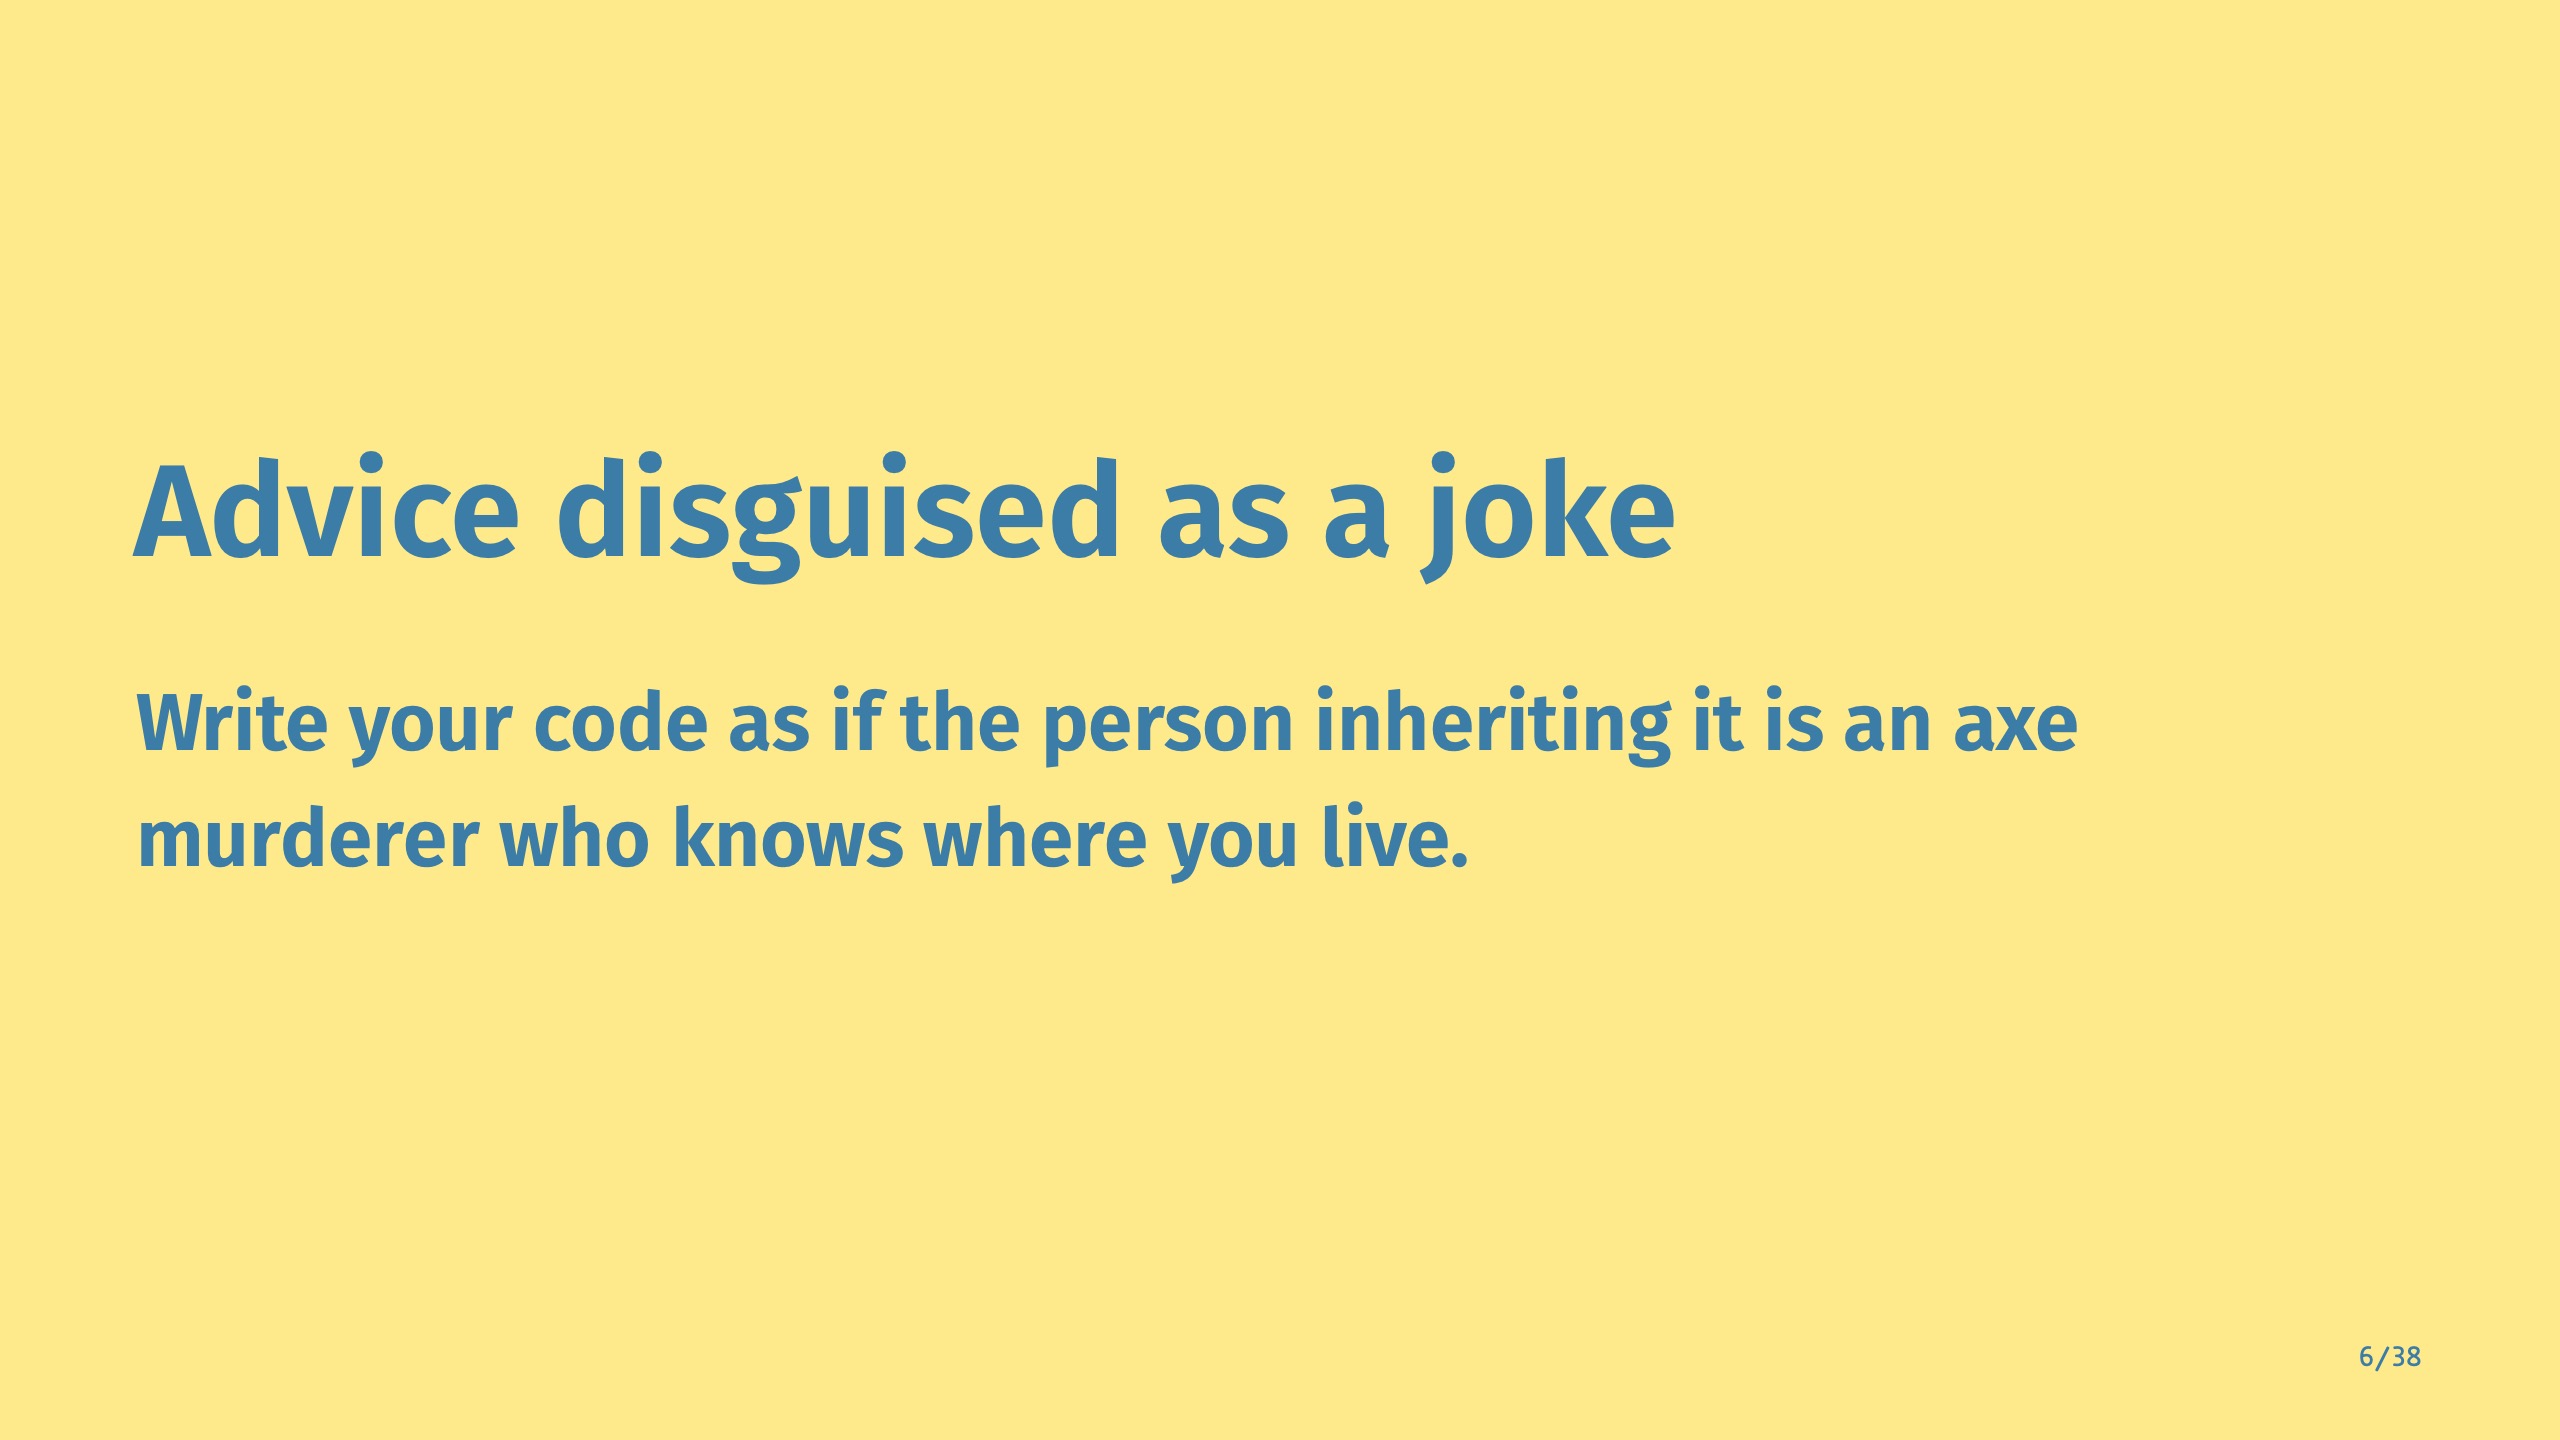 Advice disguised as a joke
Write your code as if the person inheriting it is an axe
murderer who knows where you live.
6/38